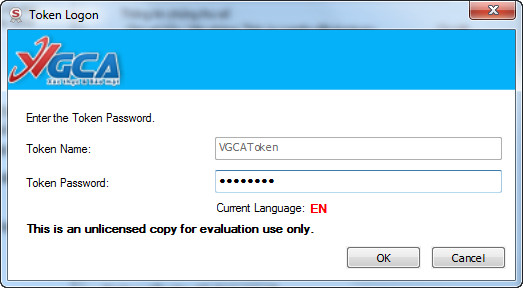 Token Logon
VGCA
Enter the Token Password.
Token Name:
VGCAToken
Token Password:
Current Language: EN
This is an unlicensed copy for evaluation use only.
OK
Cancel